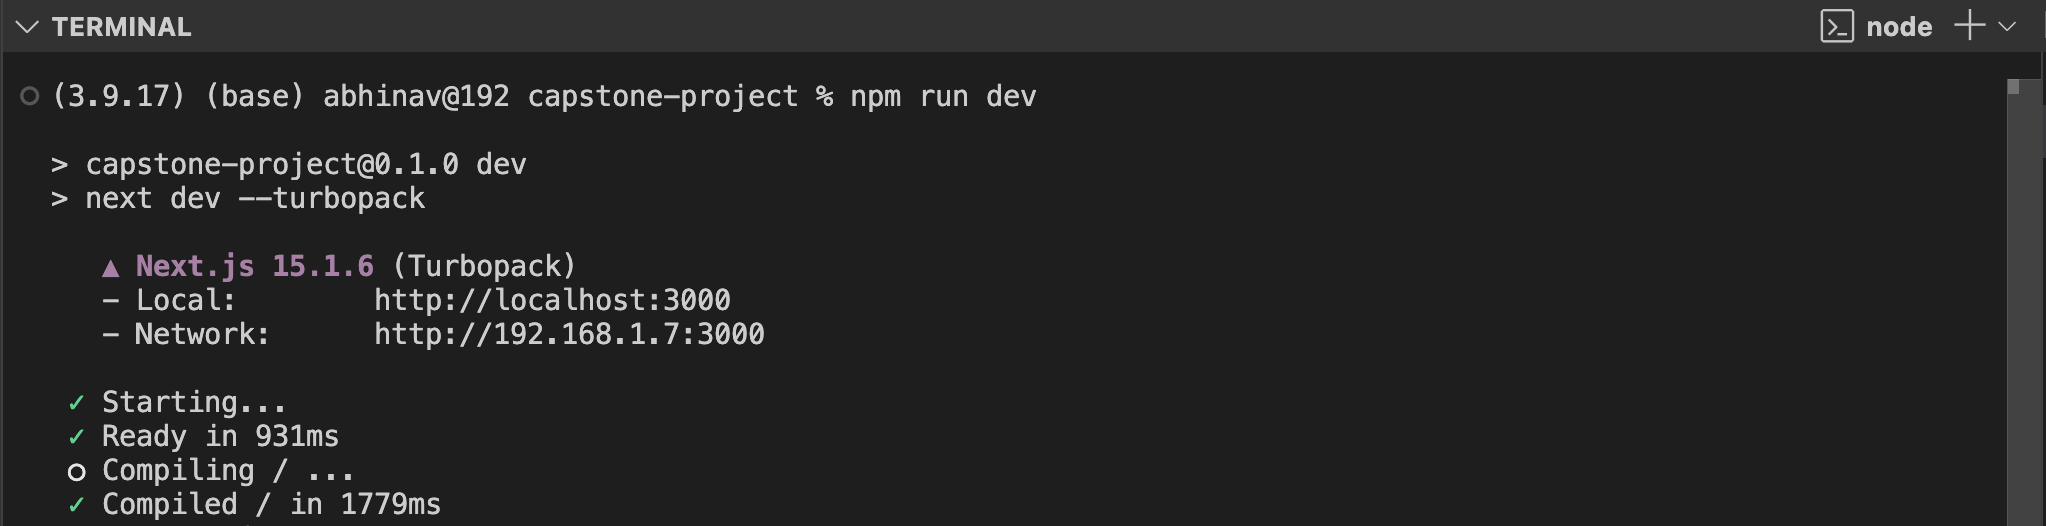 TERMINAL
node
(3.9.17) (base) abhinav@192 capstone-project % npm run dev
> capstone-project@0.1.0 dev
> next dev --turbopack
▲ Next.js 15.1.6 (Turbopack)
- Local: http://localhost:3000
- Network: http://192.168.1.7:3000
✓ Starting...
✓ Ready in 931ms
○ Compiling / ...
✓ Compiled / in 1779ms